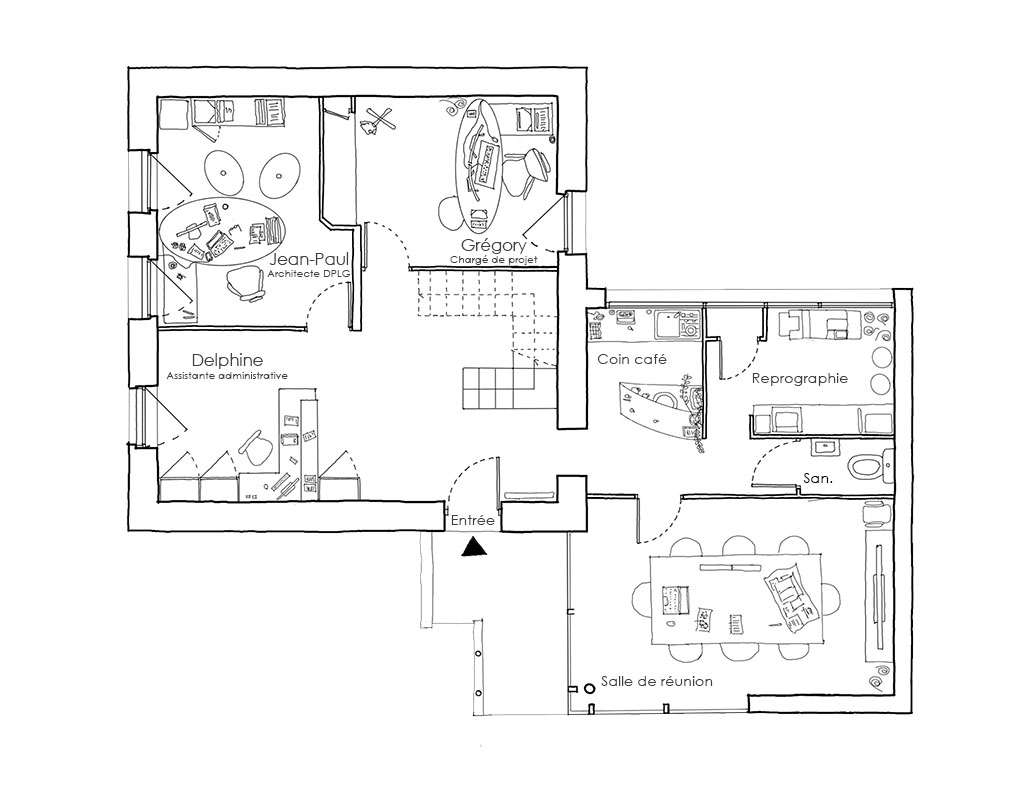 Grégory
Chargé de projet
Jean-Paul
Architecte DPLG
Delphine
Assistante administrative
Coin café
Reprographie
San.
Entrée
Salle de réunion